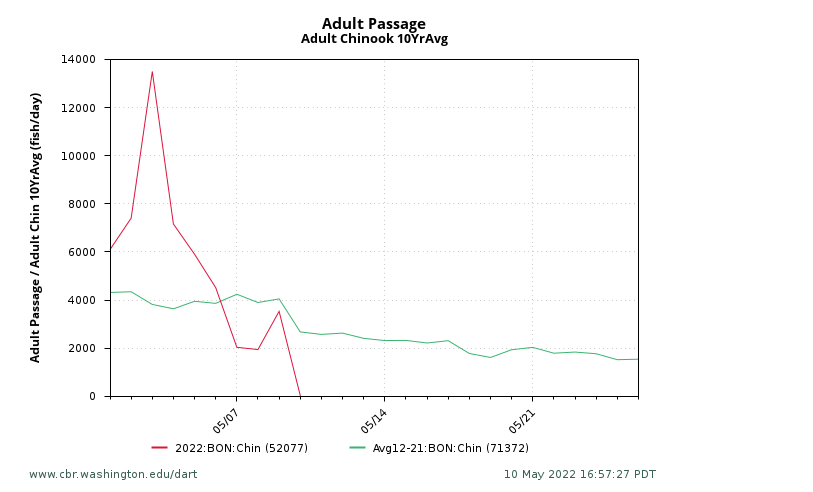 Adult Passage
Adult Chinook 10YrAvg
Adult Passage / Adult Chin 10YrAvg (fish/day)
14000
12000
10000
8000
6000
4000
2000
0
05/07
05/14
05/21
2022:BON:Chin (52077)
Avg12-21:BON:Chin (71372)
www.cbr.washington.edu/dart
10 May 2022 16:57:27 PDT